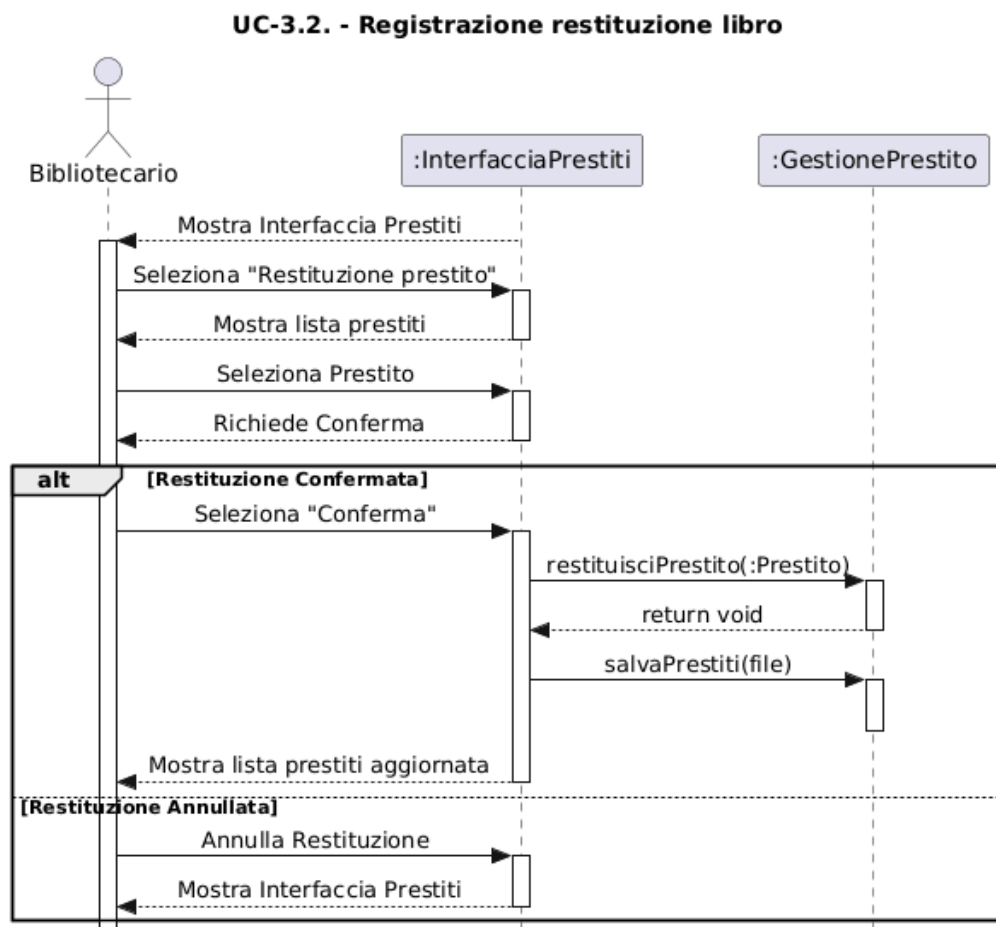 UC-3.2. - Registrazione restituzione libro
Bibliotecario
:InterfacciaPrestiti
:GestionePrestito
Mostra Interfaccia Prestiti
Seleziona "Restituzione prestito"
Mostra lista prestiti
Seleziona Prestito
Richiede Conferma
alt
[Restituzione Confermata]
Seleziona "Conferma"
restituisciPrestito(:Prestito)
return void
salvaPrestiti(file)
Mostra lista prestiti aggiornata
[Restituzione Annullata]
Annulla Restituzione
Mostra Interfaccia Prestiti